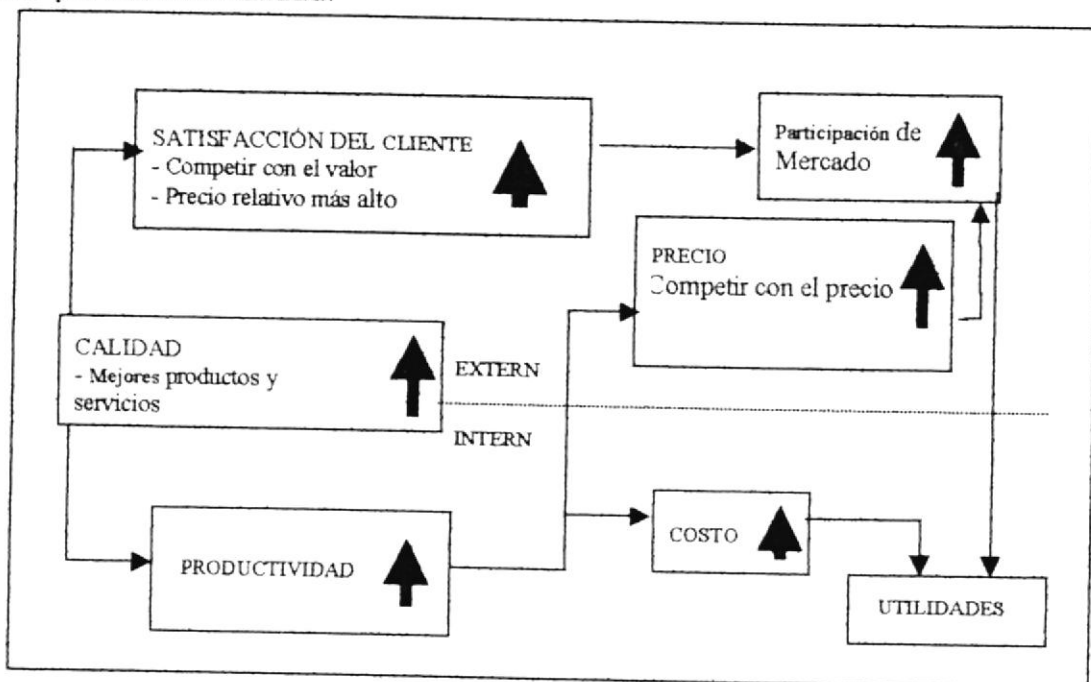 SATISFACCIÓN DEL CLIENTE
- Competir con el valor
- Precio relativo más alto
Participación de
Mercado
PRECIO
Competir con el precio
CALIDAD
- Mejores productos y
servicios
EXTERN
INTERN
PRODUCTIVIDAD
COSTO
UTILIDADES